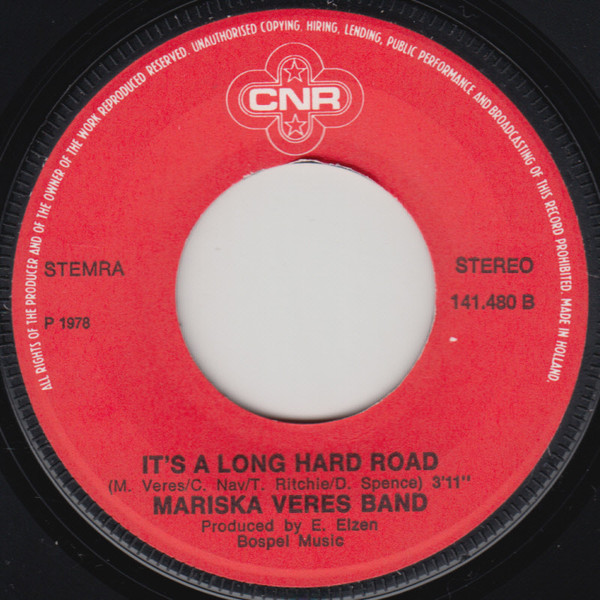 ALL RIGHTS OF THE PRODUCER AND OF THE OWNER OF THE WORK REPRODUCED RESERVED. UNAUTHORISED COPYING, HIRING, LENDING, PUBLIC PERFORMANCE AND BROADCASTING OF THIS RECORD PROHIBITED. MADE IN HOLLAND.
CNR
STEMRA
STEREO
P 1978
141.480 B
IT'S A LONG HARD ROAD
(M. Veres/C. Nav/T. Ritchie/D. Spence) 3'11"
MARISKA VERES BAND
Produced by E. Elzen
Bospel Music